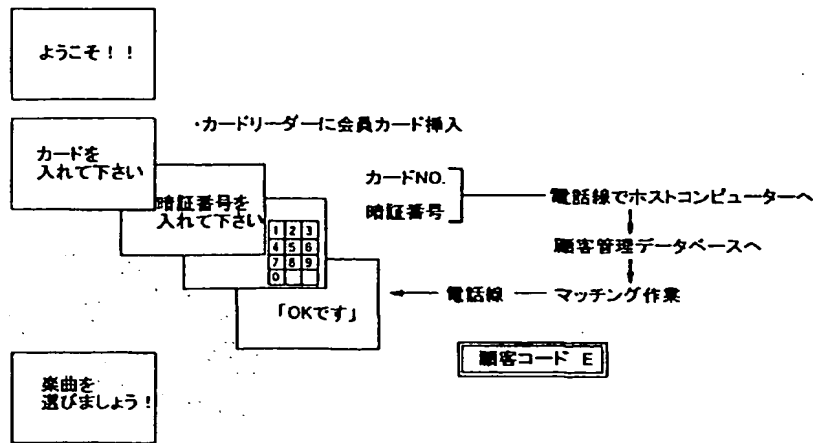 ようこそ！！
・カードリーダーに会員カード挿入
カードを
入れて下さい
暗証番号を
入れて下さい
カードNO.
暗証番号
電話線でホストコンピューターへ
顧客管理データベースへ
1 2 3
4 5 6
7 8 9
0
「OKです」
電話線
マッチング作業
顧客コード E
楽曲を
選びましょう！